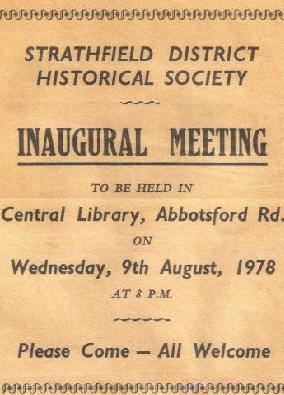 STRATHFIELD DISTRICT
HISTORICAL SOCIETY
INAUGURAL MEETING
TO BE HELD IN
Central Library, Abbotsford Rd.
ON
Wednesday, 9th August, 1978
AT 8 P.M.
Please Come — All Welcome